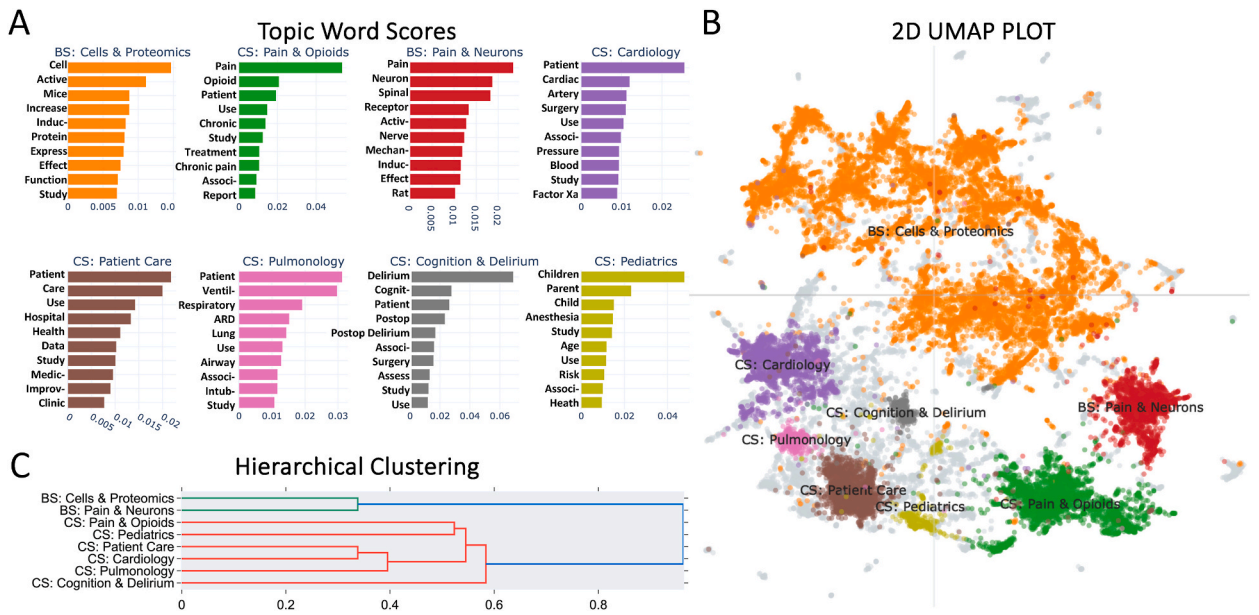 A
Topic Word Scores
BS: Cells & Proteomics
Cell
Active
Mice
Increase
Induc-
Protein
Express
Effect
Function
Study
0 0.005 0.01 0.0
CS: Pain & Opioids
Pain
Opioid
Patient
Use
Chronic
Study
Treatment
Chronic pain
Associ-
Report
0 0.02 0.04
BS: Pain & Neurons
Pain
Neuron
Spinal
Receptor
Activ-
Nerve
Mechan-
Induc-
Effect
Rat
0 0.005 0.01 0.015 0.02
CS: Cardiology
Patient
Cardiac
Artery
Surgery
Use
Associ-
Pressure
Blood
Study
Factor Xa
0 0.01 0.02
CS: Patient Care
Patient
Care
Use
Hospital
Health
Data
Study
Medic-
Improv-
Clinic
0 0.005 0.01 0.015 0.02
CS: Pulmonology
Patient
Ventil-
Respiratory
ARD
Lung
Use
Airway
Associ-
Intub-
Study
0 0.01 0.02 0.03
CS: Cognition & Delirium
Delirium
Cognit-
Patient
Postop
Postop Delirium
Associ-
Surgery
Assess
Study
Use
0 0.02 0.04 0.06
CS: Pediatrics
Children
Parent
Child
Anesthesia
Study
Age
Use
Risk
Associ-
Heath
0 0.02 0.04
B
2D UMAP PLOT
BS: Cells & Proteomics
CS: Cardiology
CS: Cognition & Delirium
BS: Pain & Neurons
CS: Pulmonology
CS: Patient Care
CS: Pediatrics
CS: Pain & Opioids
C
Hierarchical Clustering
BS: Cells & Proteomics
BS: Pain & Neurons
CS: Pain & Opioids
CS: Pediatrics
CS: Patient Care
CS: Cardiology
CS: Pulmonology
CS: Cognition & Delirium
0 0.2 0.4 0.6 0.8